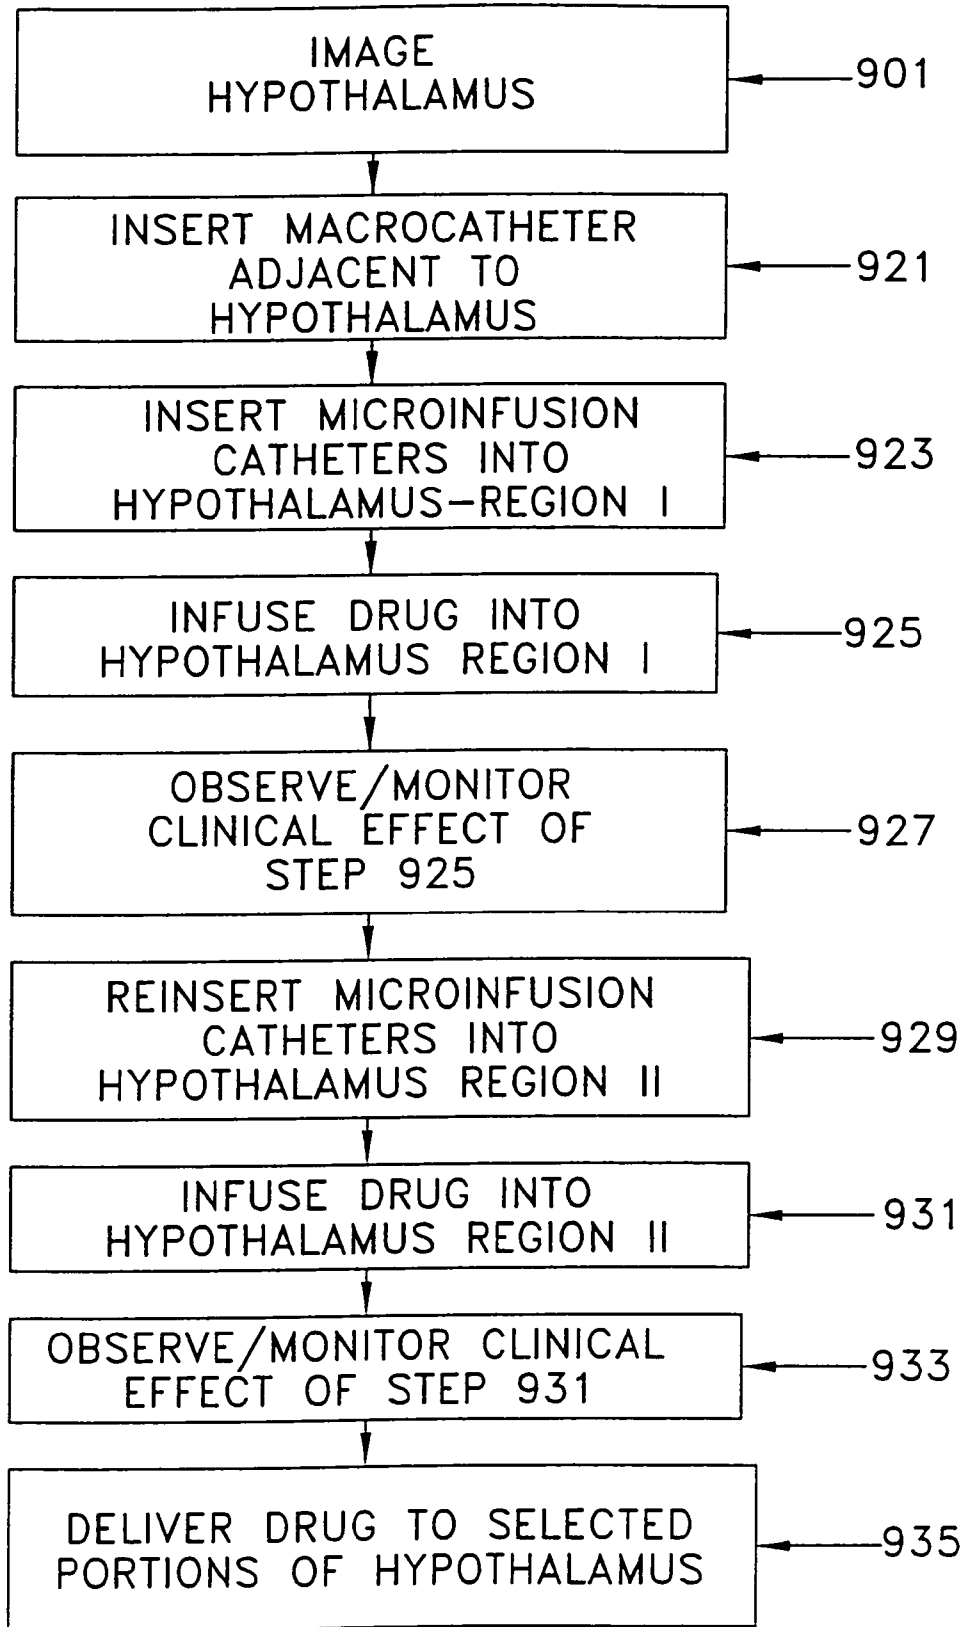 IMAGE
HYPOTHALAMUS
901
INSERT MACROCATHETER
ADJACENT TO
HYPOTHALAMUS
921
INSERT MICROINFUSION
CATHETERS INTO
HYPOTHALAMUS-REGION I
923
INFUSE DRUG INTO
HYPOTHALAMUS REGION I
925
OBSERVE/MONITOR
CLINICAL EFFECT OF
STEP 925
927
REINSERT MICROINFUSION
CATHETERS INTO
HYPOTHALAMUS REGION II
929
INFUSE DRUG INTO
HYPOTHALAMUS REGION II
931
OBSERVE/MONITOR CLINICAL
EFFECT OF STEP 931
933
DELIVER DRUG TO SELECTED
PORTIONS OF HYPOTHALAMUS
935